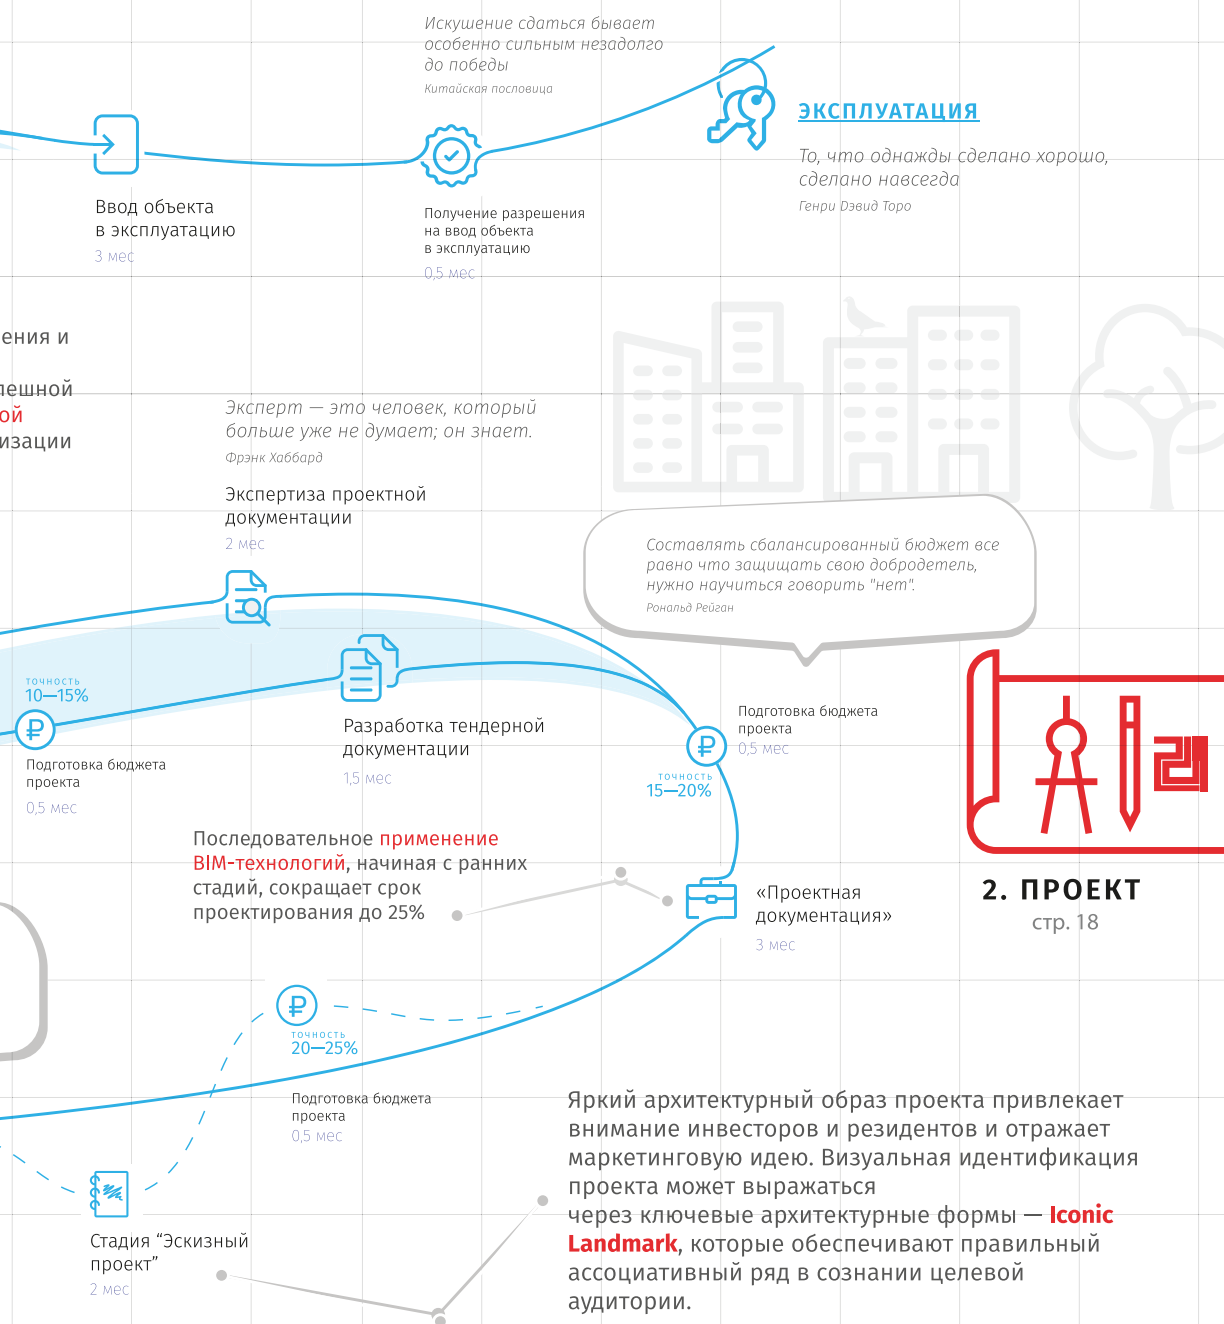 Искушение сдаться бывает
особенно сильным незадолго
до победы
Китайская пословица
ЭКСПЛУАТАЦИЯ
То, что однажды сделано хорошо,
сделано навсегда
Генри Дэвид Торо
Ввод объекта
в эксплуатацию
3 мес
Получение разрешения
на ввод объекта
в эксплуатацию
0,5 мес
ения и
пешной
ой
изации
Эксперт — это человек, который
больше уже не думает; он знает.
Фрэнк Хаббард
Экспертиза проектной
документации
2 мес
Составлять сбалансированный бюджет все
равно что защищать свою добродетель,
нужно научиться говорить "нет".
Рональд Рейган
точность
10—15%
Подготовка бюджета
проекта
0,5 мес
Разработка тендерной
документации
1,5 мес
Подготовка бюджета
проекта
0,5 мес
точность
15—20%
Последовательное применение
BIM-технологий, начиная с ранних
стадий, сокращает срок
проектирования до 25%
«Проектная
документация»
3 мес
2. ПРОЕКТ
стр. 18
точность
20—25%
Подготовка бюджета
проекта
0,5 мес
Стадия “Эскизный
проект”
2 мес
Яркий архитектурный образ проекта привлекает
внимание инвесторов и резидентов и отражает
маркетинговую идею. Визуальная идентификация
проекта может выражаться
через ключевые архитектурные формы — Iconic
Landmark, которые обеспечивают правильный
ассоциативный ряд в сознании целевой
аудитории.